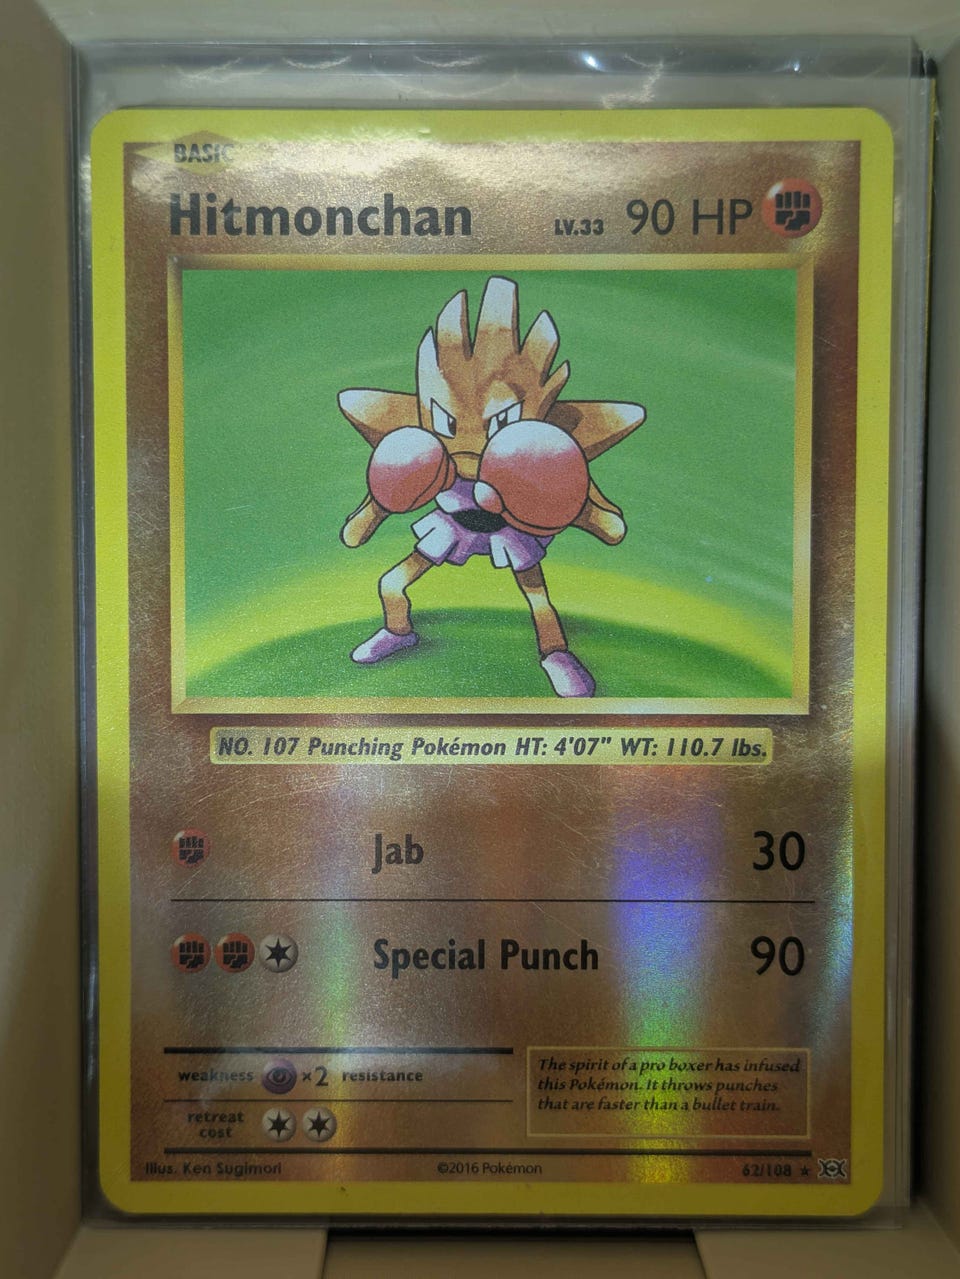 BASIC
Hitmonchan LV.33 90 HP
NO. 107 Punching Pokémon HT: 4'07" WT: 110.7 lbs.
Jab 30
Special Punch 90
weakness ×2 resistance
retreat
cost
The spirit of a pro boxer has infused
this Pokémon. It throws punches
that are faster than a bullet train.
Illus. Ken Sugimori ©2016 Pokémon 62/108 ★